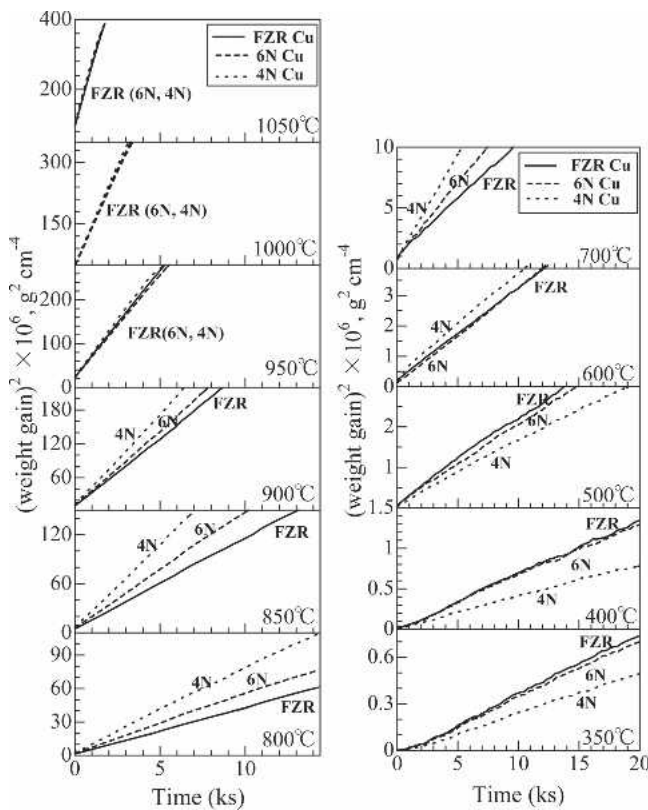 400
200
FZR Cu
6N Cu
4N Cu
FZR (6N, 4N)
1050℃
300
150
FZR (6N, 4N)
1000℃
200
100
0
FZR(6N, 4N)
950℃
180
120
60
4N
6N
FZR
900℃
120
60
0
4N
6N
FZR
850℃
90
60
30
0
4N
6N
FZR
800℃
0 5 10
Time (ks)
(weight gain)² ×10⁶, g² cm⁻⁴
10
5
0
FZR Cu
6N Cu
4N Cu
4N
6N
FZR
700℃
3
2
1
0
4N
6N
FZR
600℃
2
1
FZR
6N
4N
500℃
1.5
1
0.5
0
FZR
6N
4N
400℃
0.6
0.3
0
FZR
6N
4N
350℃
0 5 10 15 20
Time (ks)
(weight gain)² ×10⁶, g² cm⁻⁴